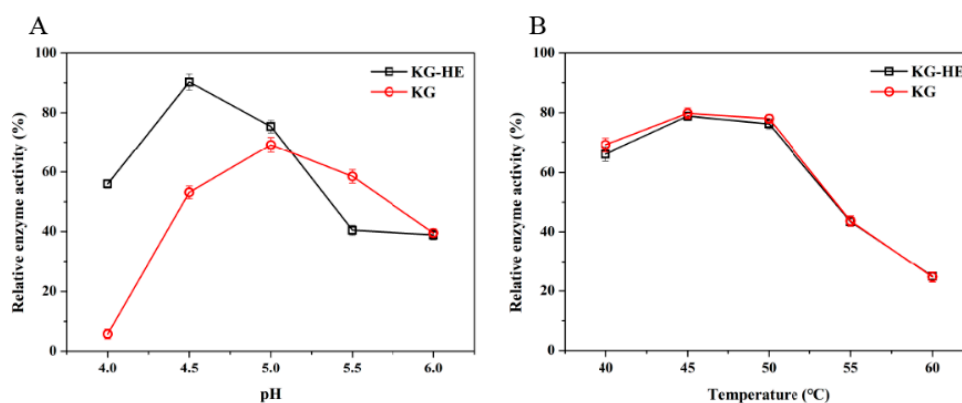 A
Relative enzyme activity (%)
100
80
60
40
20
0
KG-HE
KG
4.0 4.5 5.0 5.5 6.0
pH
B
Relative enzyme activity (%)
100
80
60
40
20
0
KG-HE
KG
40 45 50 55 60
Temperature (°C)